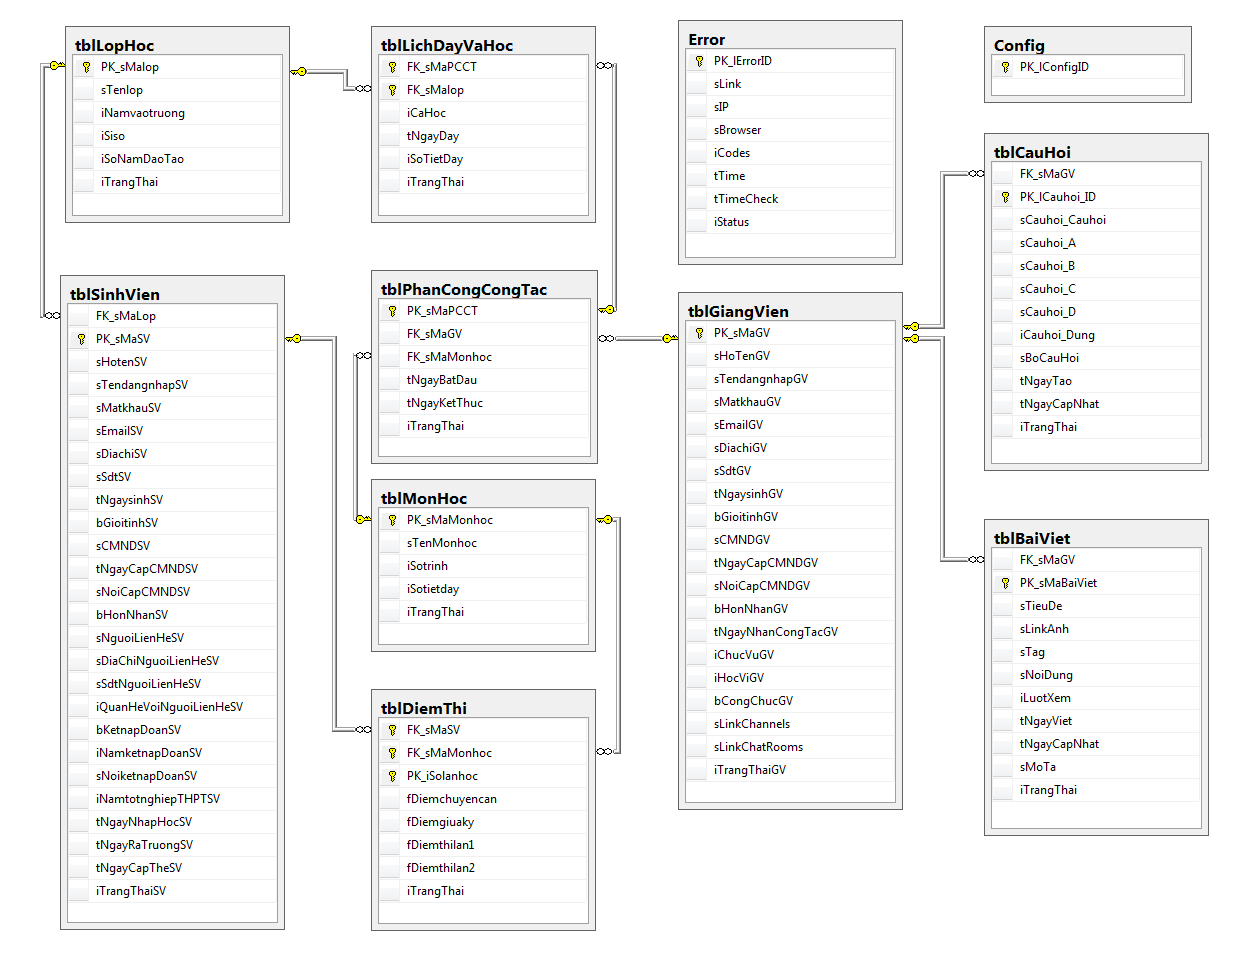 tblLopHoc
PK_sMalop
sTenlop
iNamvaotruong
iSiso
iSoNamDaoTao
iTrangThai
tblLichDayVaHoc
FK_sMaPCCT
FK_sMalop
iCaHoc
tNgayDay
iSoTietDay
iTrangThai
Error
PK_lErrorID
sLink
sIP
sBrowser
iCodes
tTime
tTimeCheck
iStatus
Config
PK_lConfigID
tblCauHoi
FK_sMaGV
PK_lCauhoi_ID
sCauhoi_Cauhoi
sCauhoi_A
sCauhoi_B
sCauhoi_C
sCauhoi_D
iCauhoi_Dung
sBoCauHoi
tNgayTao
tNgayCapNhat
iTrangThai
tblSinhVien
FK_sMaLop
PK_sMaSV
sHotenSV
sTendangnhapSV
sMatkhauSV
sEmailSV
sDiachiSV
sSdtSV
tNgaysinhSV
bGioitinhSV
sCMNDSV
tNgayCapCMNDSV
sNoiCapCMNDSV
bHonNhanSV
sNguoiLienHeSV
sDiaChiNguoiLienHeSV
sSdtNguoiLienHeSV
iQuanHeVoiNguoiLienHeSV
bKetnapDoanSV
iNamketnapDoanSV
sNoiketnapDoanSV
iNamtotnghiepTHPTSV
tNgayNhapHocSV
tNgayRaTruongSV
tNgayCapTheSV
iTrangThaiSV
tblPhanCongCongTac
PK_sMaPCCT
FK_sMaGV
FK_sMaMonhoc
tNgayBatDau
tNgayKetThuc
iTrangThai
tblGiangVien
PK_sMaGV
sHoTenGV
sTendangnhapGV
sMatkhauGV
sEmailGV
sDiachiGV
sSdtGV
tNgaysinhGV
bGioitinhGV
sCMNDGV
tNgayCapCMNDGV
sNoiCapCMNDGV
bHonNhanGV
tNgayNhanCongTacGV
iChucVuGV
iHocViGV
bCongChucGV
sLinkChannels
sLinkChatRooms
iTrangThaiGV
tblMonHoc
PK_sMaMonhoc
sTenMonhoc
iSotrinh
iSotietday
iTrangThai
tblBaiViet
FK_sMaGV
PK_sMaBaiViet
sTieuDe
sLinkAnh
sTag
sNoiDung
iLuotXem
tNgayViet
tNgayCapNhat
sMoTa
iTrangThai
tblDiemThi
FK_sMaSV
FK_sMaMonhoc
PK_iSolanhoc
fDiemchuyencan
fDiemgiuaky
fDiemthilan1
fDiemthilan2
iTrangThai